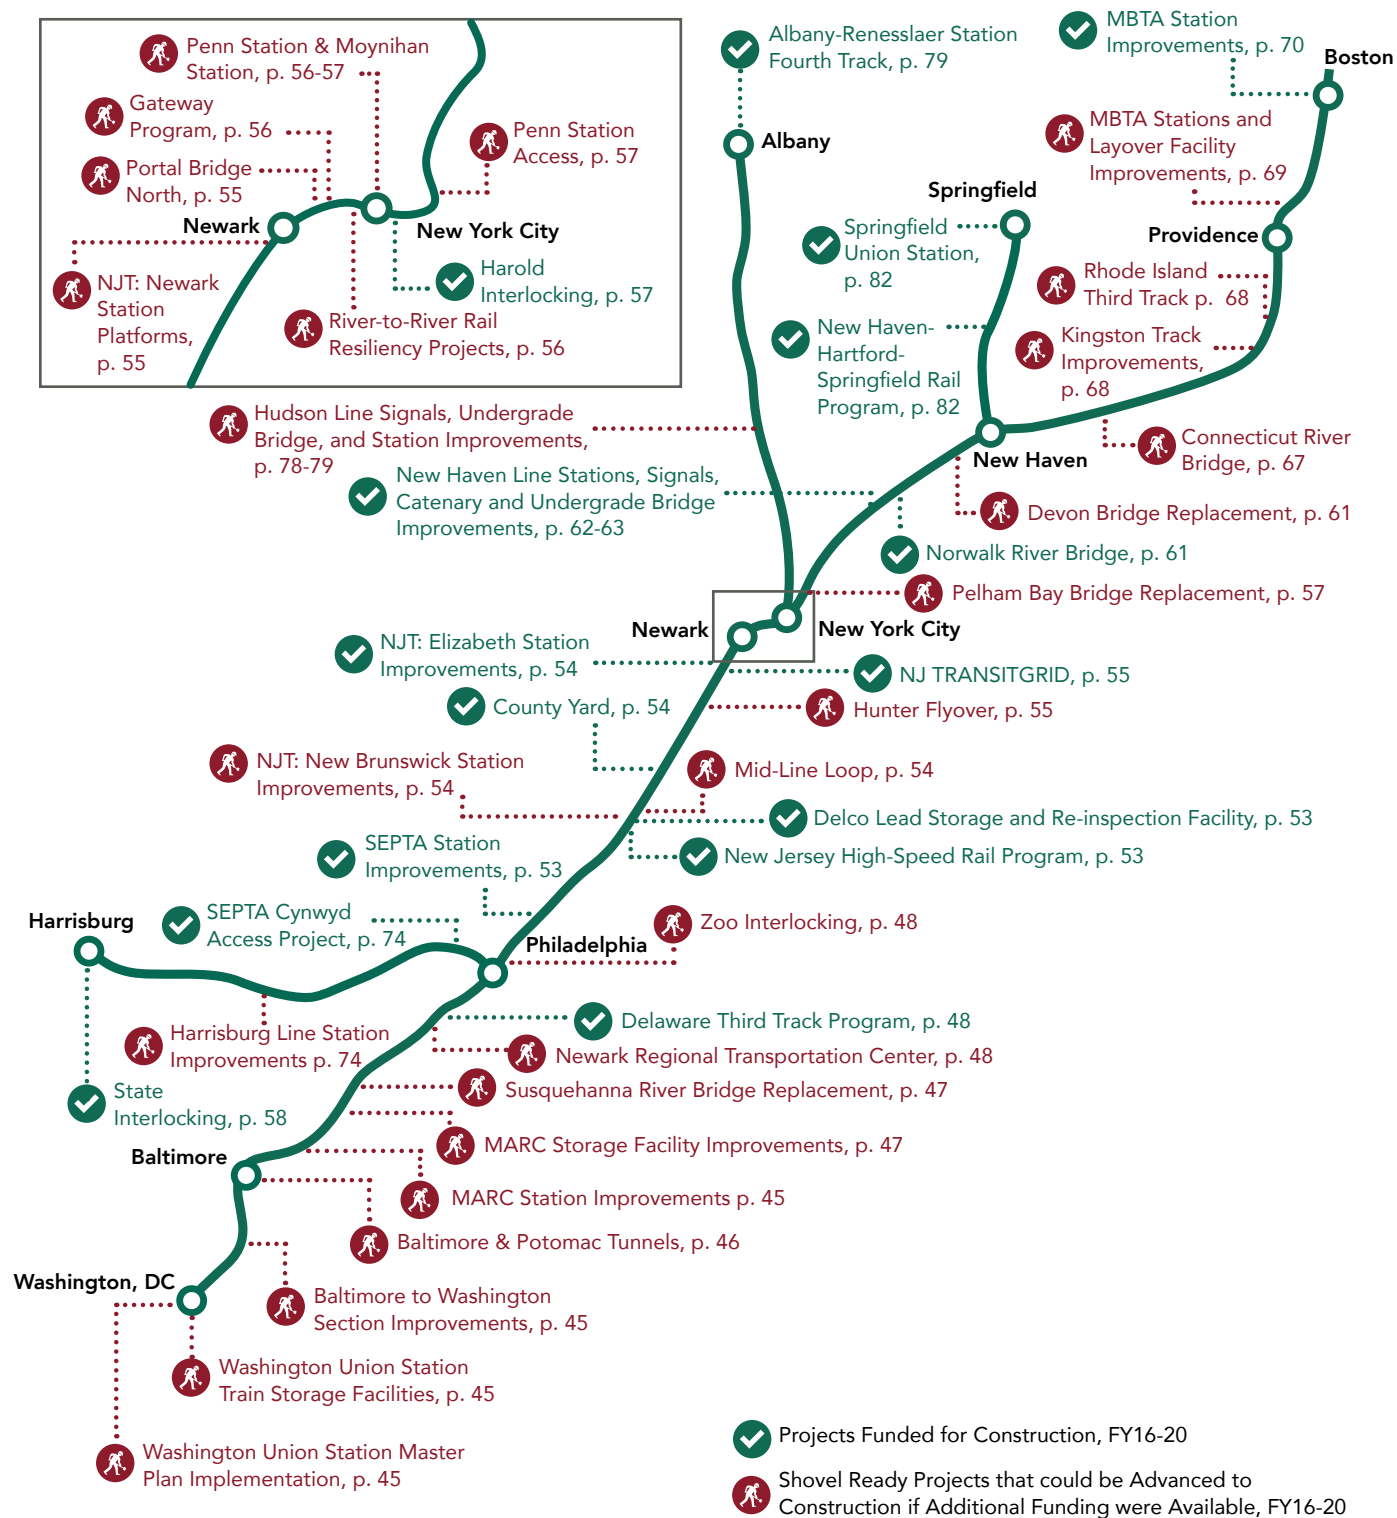 Penn Station & Moynihan
Station, p. 56-57
Gateway
Program, p. 56
Portal Bridge
North, p. 55
Penn Station
Access, p. 57
Newark
New York City
NJT: Newark
Station
Platforms,
p. 55
Harold
Interlocking, p. 57
River-to-River Rail
Resiliency Projects, p. 56
Albany-Renesslaer Station
Fourth Track, p. 79
Albany
MBTA Station
Improvements, p. 70
Boston
MBTA Stations and
Layover Facility
Improvements, p. 69
Springfield
Springfield
Union Station,
p. 82
Providence
Rhode Island
Third Track p. 68
New Haven-
Hartford-
Springfield Rail
Program, p. 82
Kingston Track
Improvements,
p. 68
Hudson Line Signals, Undergrade
Bridge, and Station Improvements,
p. 78-79
Connecticut River
Bridge, p. 67
New Haven
New Haven Line Stations, Signals,
Catenary and Undergrade Bridge
Improvements, p. 62-63
Devon Bridge Replacement, p. 61
Norwalk River Bridge, p. 61
Pelham Bay Bridge Replacement, p. 57
Newark
New York City
NJT: Elizabeth Station
Improvements, p. 54
NJ TRANSITGRID, p. 55
County Yard, p. 54
Hunter Flyover, p. 55
NJT: New Brunswick Station
Improvements, p. 54
Mid-Line Loop, p. 54
Delco Lead Storage and Re-inspection Facility, p. 53
SEPTA Station
Improvements, p. 53
New Jersey High-Speed Rail Program, p. 53
Harrisburg
SEPTA Cynwyd
Access Project, p. 74
Zoo Interlocking, p. 48
Philadelphia
Harrisburg Line Station
Improvements p. 74
Delaware Third Track Program, p. 48
Newark Regional Transportation Center, p. 48
State
Interlocking, p. 58
Susquehanna River Bridge Replacement, p. 47
MARC Storage Facility Improvements, p. 47
Baltimore
MARC Station Improvements p. 45
Baltimore & Potomac Tunnels, p. 46
Washington, DC
Baltimore to Washington
Section Improvements, p. 45
Washington Union Station
Train Storage Facilities, p. 45
Washington Union Station Master
Plan Implementation, p. 45
Projects Funded for Construction, FY16-20
Shovel Ready Projects that could be Advanced to
Construction if Additional Funding were Available, FY16-20